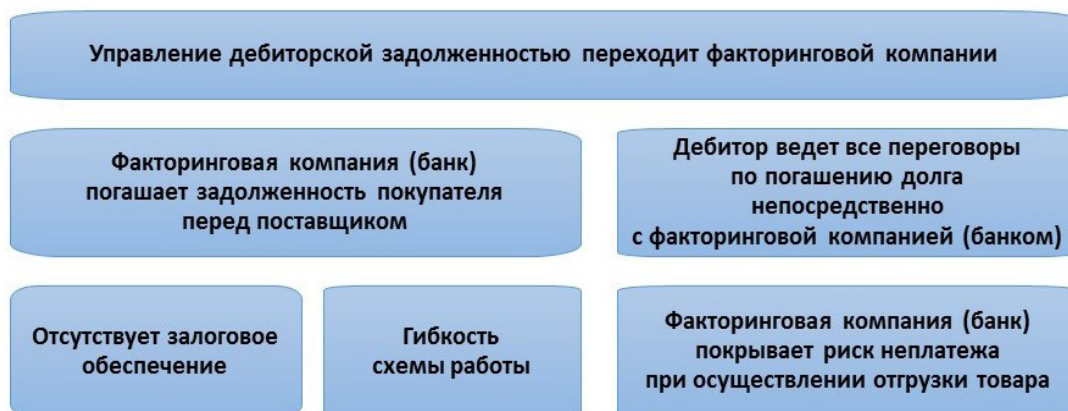 Управление дебиторской задолженностью переходит факторинговой компании
Факторинговая компания (банк)
погашает задолженность покупателя
перед поставщиком
Дебитор ведет все переговоры
по погашению долга
непосредственно
с факторинговой компанией (банком)
Отсутствует залоговое
обеспечение
Гибкость
схемы работы
Факторинговая компания (банк)
покрывает риск неплатежа
при осуществлении отгрузки товара